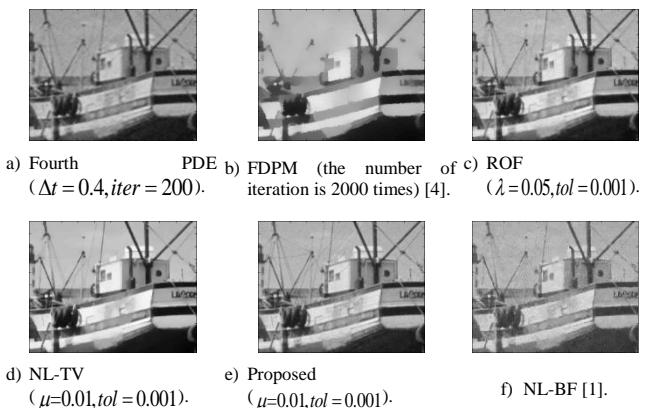 a) Fourth PDE
(Δt = 0.4, iter = 200).
b) FDPM (the number of
iteration is 2000 times) [4].
c) ROF
(λ = 0.05, tol = 0.001).
d) NL-TV
( μ=0.01, tol = 0.001).
e) Proposed
( μ=0.01, tol = 0.001).
f) NL-BF [1].